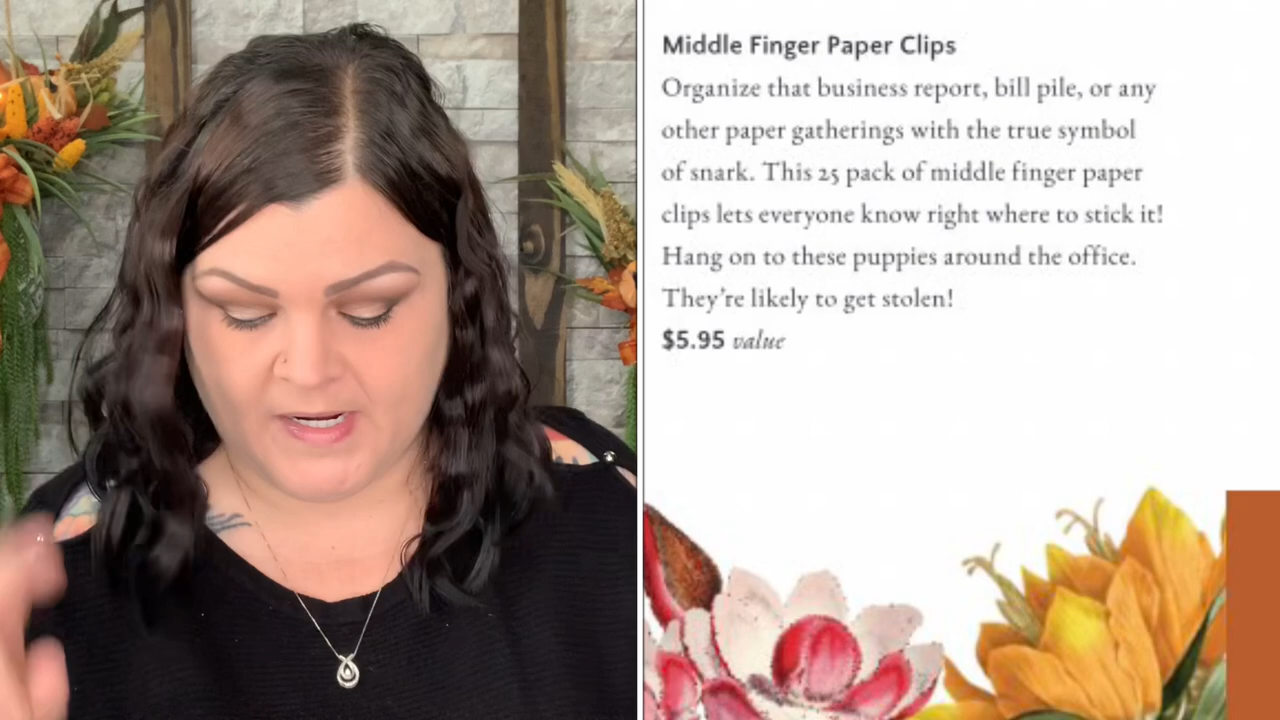 Middle Finger Paper Clips
Organize that business report, bill pile, or any
other paper gatherings with the true symbol
of snark. This 25 pack of middle finger paper
clips lets everyone know right where to stick it!
Hang on to these puppies around the office.
They're likely to get stolen!
$5.95 value